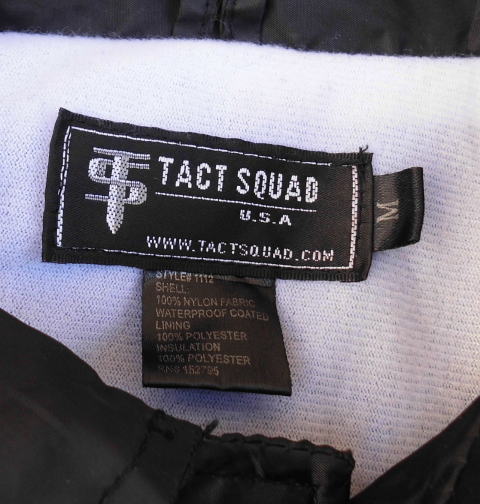 TACT SQUAD
U.S.A
WWW.TACTSQUAD.COM
M
STYLE# 1112
SHELL:
100% NYLON FABRIC
WATERPROOF COATED
LINING
100% POLYESTER
INSULATION
100% POLYESTER
RN# 152795